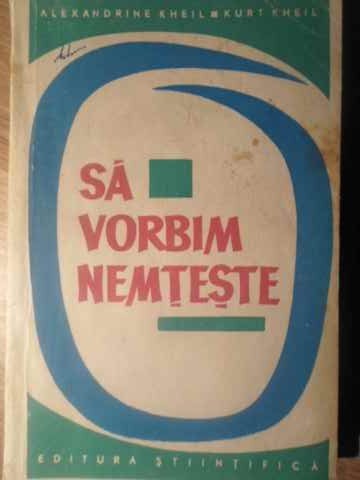 ALEXANDRINE KHEIL ■ KURT KHEIL
SĂ
VORBIM
NEMȚEȘTE
EDITURA ȘTIINȚIFICĂ